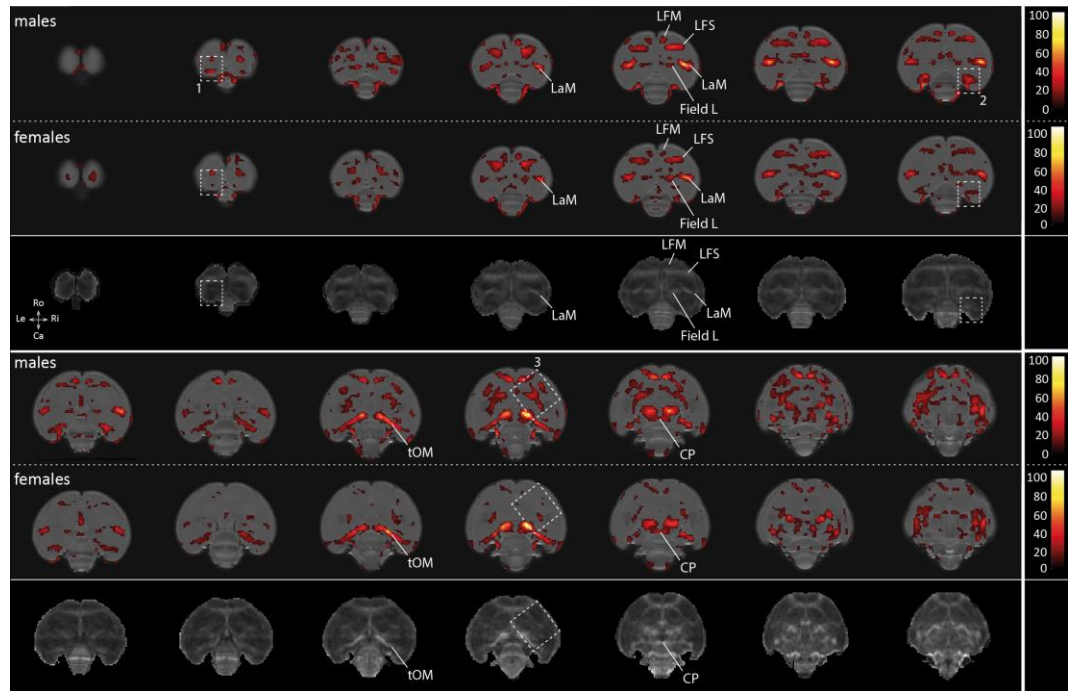 males
LFM
LFS
LaM
LaM
Field L
1
2
100
80
60
40
20
0
females
LFM
LFS
LaM
LaM
Field L
100
80
60
40
20
0
LFM
LFS
LaM
LaM
Field L
Ro
Le Ri
Ca
males
3
tOM
CP
100
80
60
40
20
0
females
tOM
CP
100
80
60
40
20
0
tOM
CP